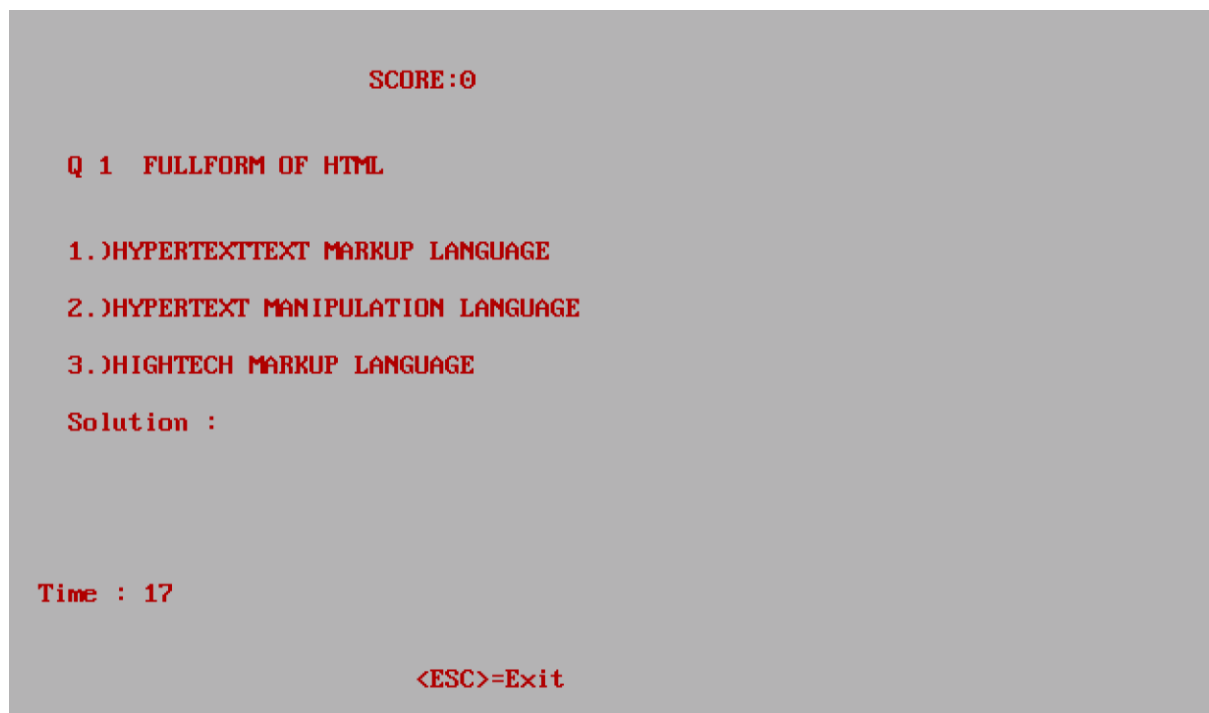 SCORE:0
Q 1 FULLFORM OF HTML
1.)HYPERTEXTTEXT MARKUP LANGUAGE
2.)HYPERTEXT MANIPULATION LANGUAGE
3.)HIGHTECH MARKUP LANGUAGE
Solution :
Time : 17
<ESC>=Exit